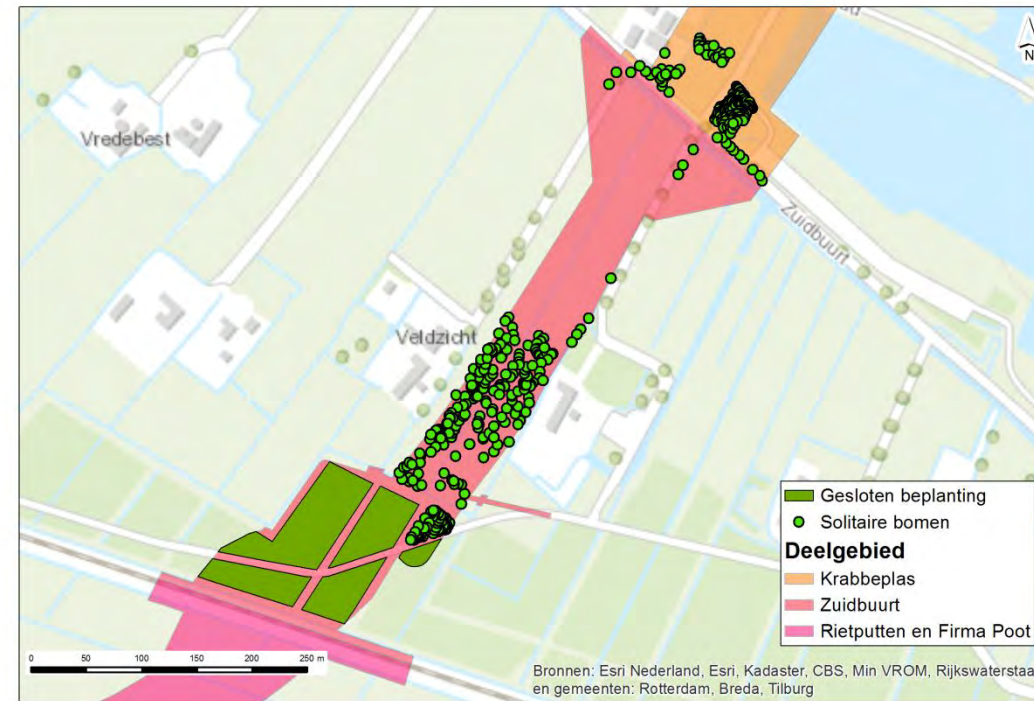 N
Vredebest
Zuidbuurt
Veldzicht
Gesloten beplanting
Solitaire bomen
Deelgebied
Krabbeplas
Zuidbuurt
Rietputten en Firma Poot
0 50 100 150 200 250 m
Bronnen: Esri Nederland, Esri, Kadaster, CBS, Min VROM, Rijkswaterstaa
en gemeenten: Rotterdam, Breda, Tilburg